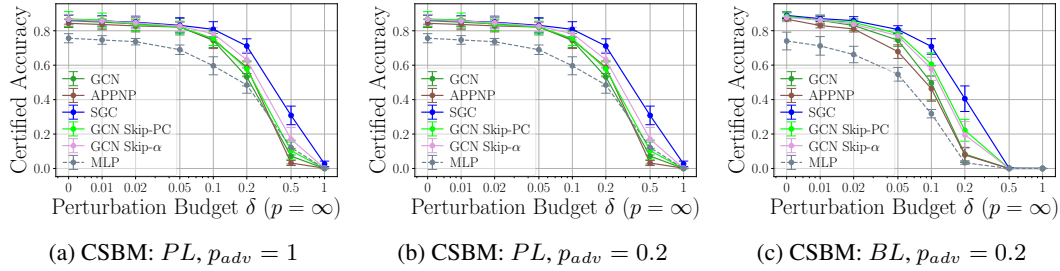 Certified Accuracy
0.8
0.6
0.4
0.2
0.0
GCN
APPNP
SGC
GCN Skip-PC
GCN Skip-α
MLP
0 0.01 0.02 0.05 0.1 0.2 0.5 1
Perturbation Budget δ (p = ∞)
(a) CSBM: PL, p_adv = 1
Certified Accuracy
0.8
0.6
0.4
0.2
0.0
GCN
APPNP
SGC
GCN Skip-PC
GCN Skip-α
MLP
0 0.01 0.02 0.05 0.1 0.2 0.5 1
Perturbation Budget δ (p = ∞)
(b) CSBM: PL, p_adv = 0.2
Certified Accuracy
0.8
0.6
0.4
0.2
0.0
GCN
APPNP
SGC
GCN Skip-PC
GCN Skip-α
MLP
0 0.01 0.02 0.05 0.1 0.2 0.5 1
Perturbation Budget δ (p = ∞)
(c) CSBM: BL, p_adv = 0.2